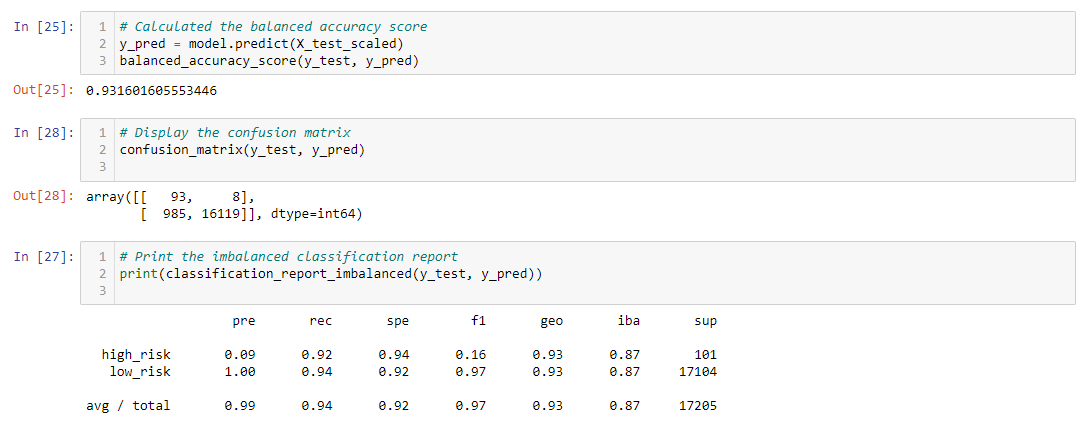 In [25]: 1 # Calculated the balanced accuracy score
2 y_pred = model.predict(X_test_scaled)
3 balanced_accuracy_score(y_test, y_pred)
Out[25]: 0.931601605553446
In [28]: 1 # Display the confusion matrix
2 confusion_matrix(y_test, y_pred)
3
Out[28]: array([[   93,     8],
[  985, 16119]], dtype=int64)
In [27]: 1 # Print the imbalanced classification report
2 print(classification_report_imbalanced(y_test, y_pred))
3
pre rec spe f1 geo iba sup
high_risk 0.09 0.92 0.94 0.16 0.93 0.87 101
low_risk 1.00 0.94 0.92 0.97 0.93 0.87 17104
avg / total 0.99 0.94 0.92 0.97 0.93 0.87 17205